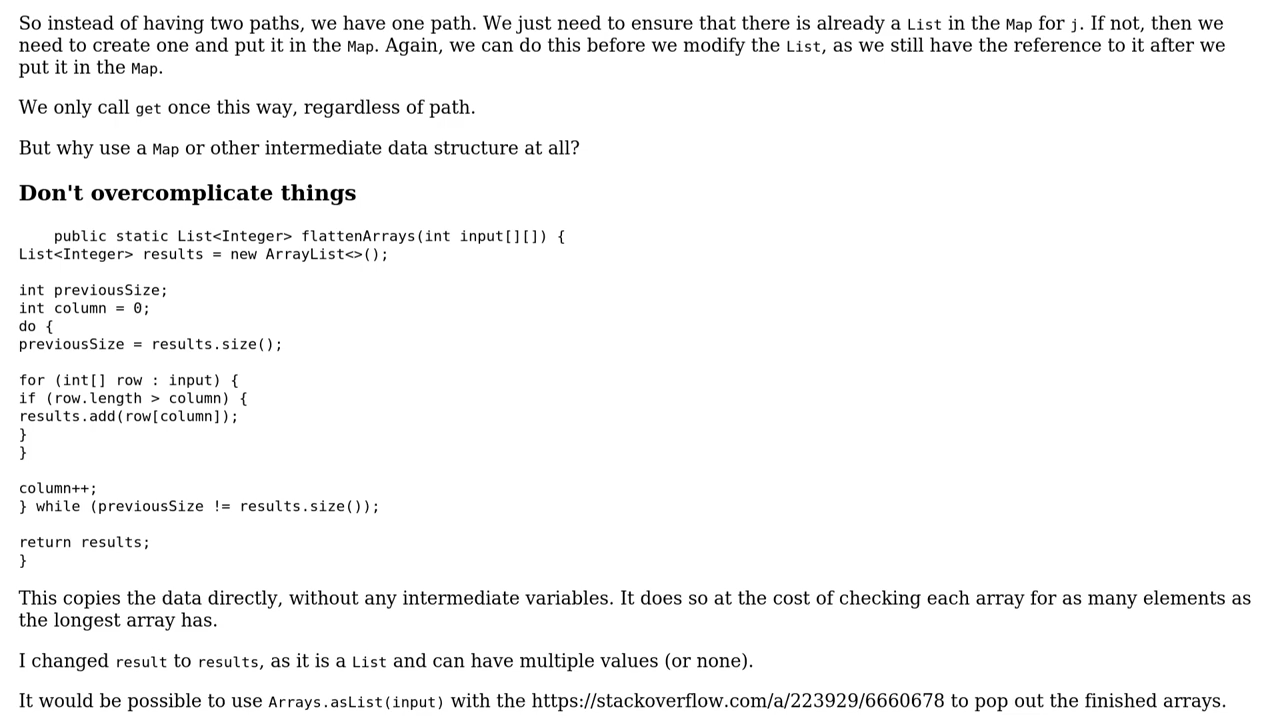 So instead of having two paths, we have one path. We just need to ensure that there is already a List in the Map for j. If not, then we
need to create one and put it in the Map. Again, we can do this before we modify the List, as we still have the reference to it after we
put it in the Map.
We only call get once this way, regardless of path.
But why use a Map or other intermediate data structure at all?
Don't overcomplicate things
public static List<Integer> flattenArrays(int input[][]) {
List<Integer> results = new ArrayList<>();
int previousSize;
int column = 0;
do {
previousSize = results.size();
for (int[] row : input) {
if (row.length > column) {
results.add(row[column]);
}
}
column++;
} while (previousSize != results.size());
return results;
}
This copies the data directly, without any intermediate variables. It does so at the cost of checking each array for as many elements as
the longest array has.
I changed result to results, as it is a List and can have multiple values (or none).
It would be possible to use Arrays.asList(input) with the https://stackoverflow.com/a/223929/6660678 to pop out the finished arrays.